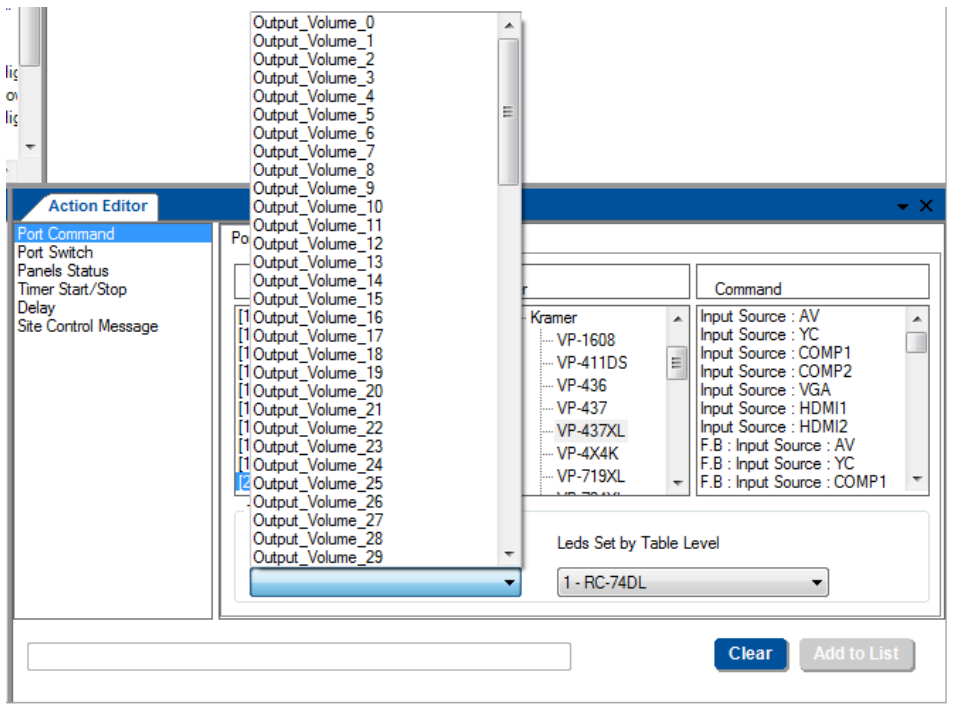 Output_Volume_0
Output_Volume_1
Output_Volume_2
Output_Volume_3
Output_Volume_4
Output_Volume_5
Output_Volume_6
Output_Volume_7
Output_Volume_8
Output_Volume_9
Output_Volume_10
Output_Volume_11
Output_Volume_12
Output_Volume_13
Output_Volume_14
Output_Volume_15
Output_Volume_16
Output_Volume_17
Output_Volume_18
Output_Volume_19
Output_Volume_20
Output_Volume_21
Output_Volume_22
Output_Volume_23
Output_Volume_24
Output_Volume_25
Output_Volume_26
Output_Volume_27
Output_Volume_28
Output_Volume_29
Action Editor
Port Command
Port Switch
Panels Status
Timer Start/Stop
Delay
Site Control Message
Kramer
VP-1608
VP-411DS
VP-436
VP-437
VP-437XL
VP-4X4K
VP-719XL
Command
Input Source : AV
Input Source : YC
Input Source : COMP1
Input Source : COMP2
Input Source : VGA
Input Source : HDMI1
Input Source : HDMI2
F.B : Input Source : AV
F.B : Input Source : YC
F.B : Input Source : COMP1
Leds Set by Table Level
1 - RC-74DL
Clear
Add to List